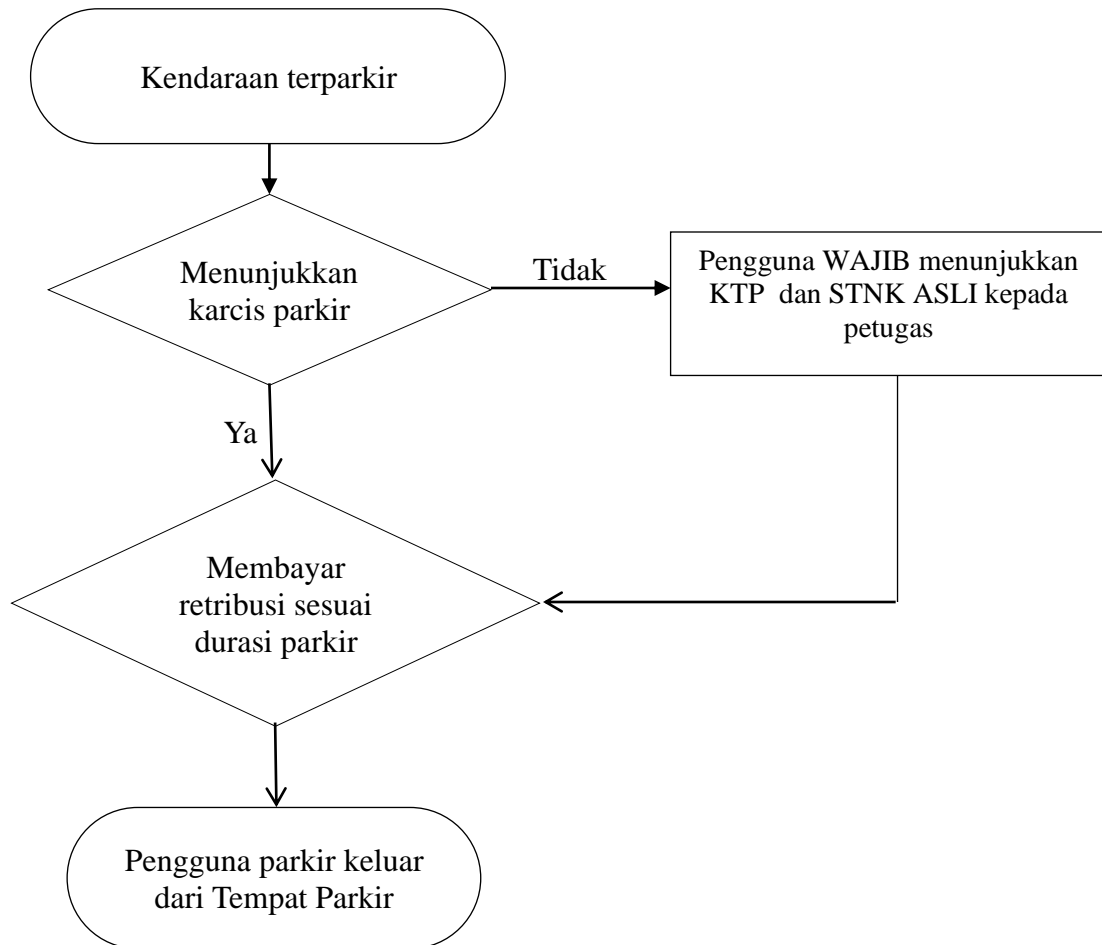 Kendaraan terparkir
Menunjukkan
karcis parkir
Tidak
Pengguna WAJIB menunjukkan
KTP  dan STNK ASLI kepada
petugas
Ya
Membayar
retribusi sesuai
durasi parkir
Pengguna parkir keluar
dari Tempat Parkir